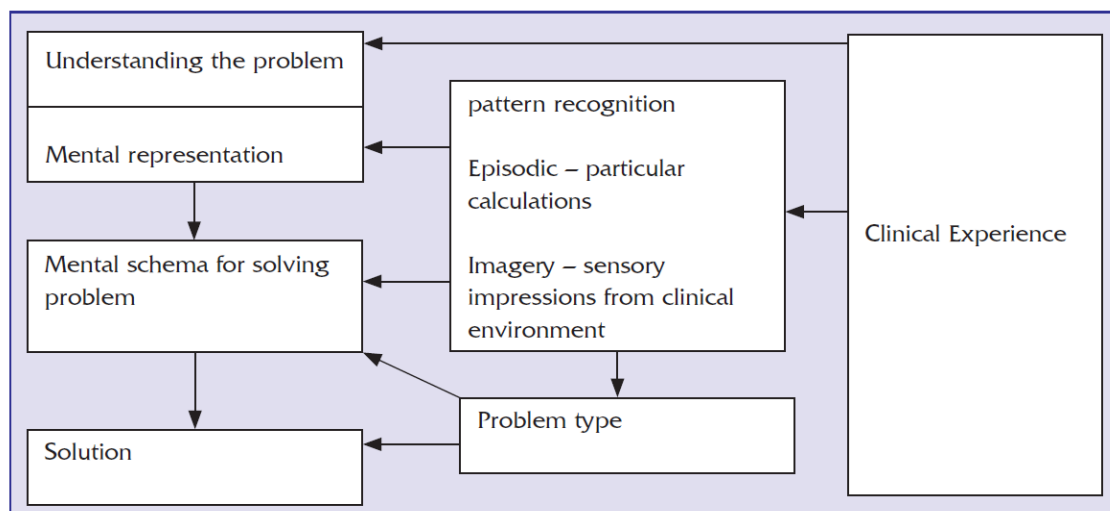 Understanding the problem
Mental representation
Mental schema for solving
problem
Solution
pattern recognition
Episodic – particular
calculations
Imagery – sensory
impressions from clinical
environment
Problem type
Clinical Experience